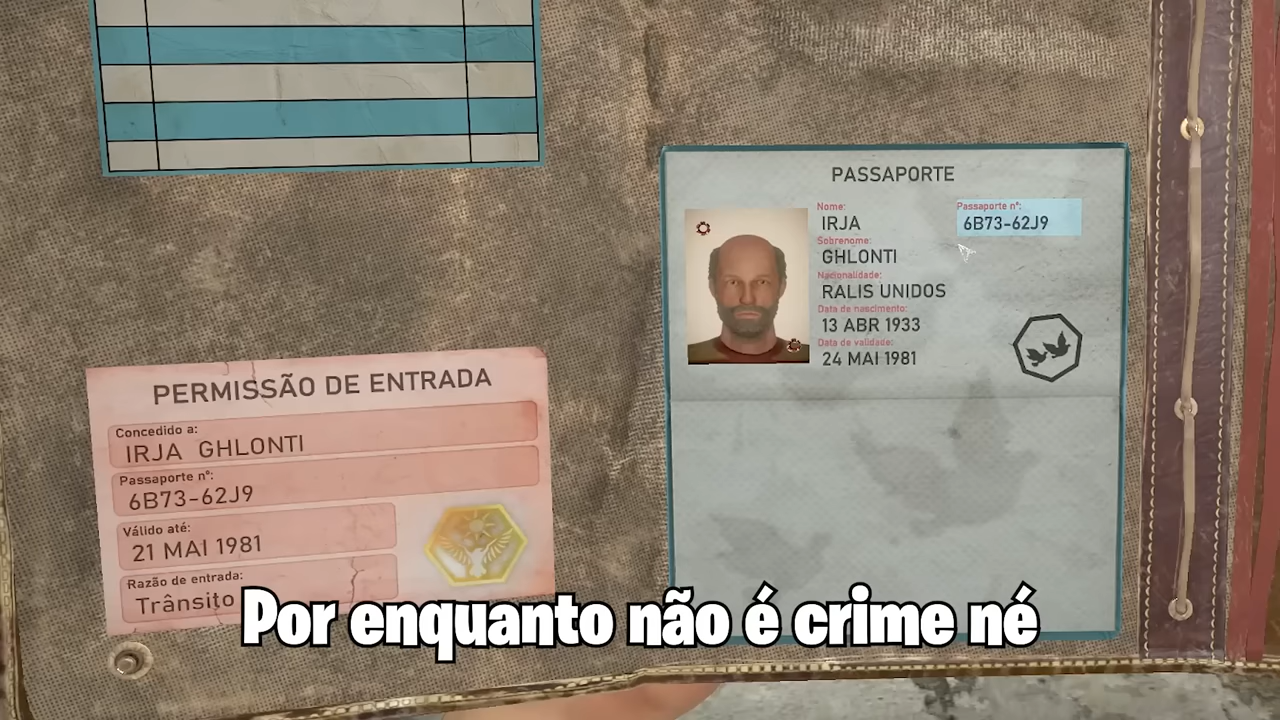 PASSAPORTE
Nome:
IRJA
Passaporte nº:
6B73-62J9
Sobrenome:
GHLONTI
Nacionalidade:
RALIS UNIDOS
Data de nascimento:
13 ABR 1933
Data de validade:
24 MAI 1981
PERMISSÃO DE ENTRADA
Concedido a:
IRJA GHLONTI
Passaporte nº:
6B73-62J9
Válido até:
21 MAI 1981
Razão de entrada:
Trânsito
Por enquanto não é crime né